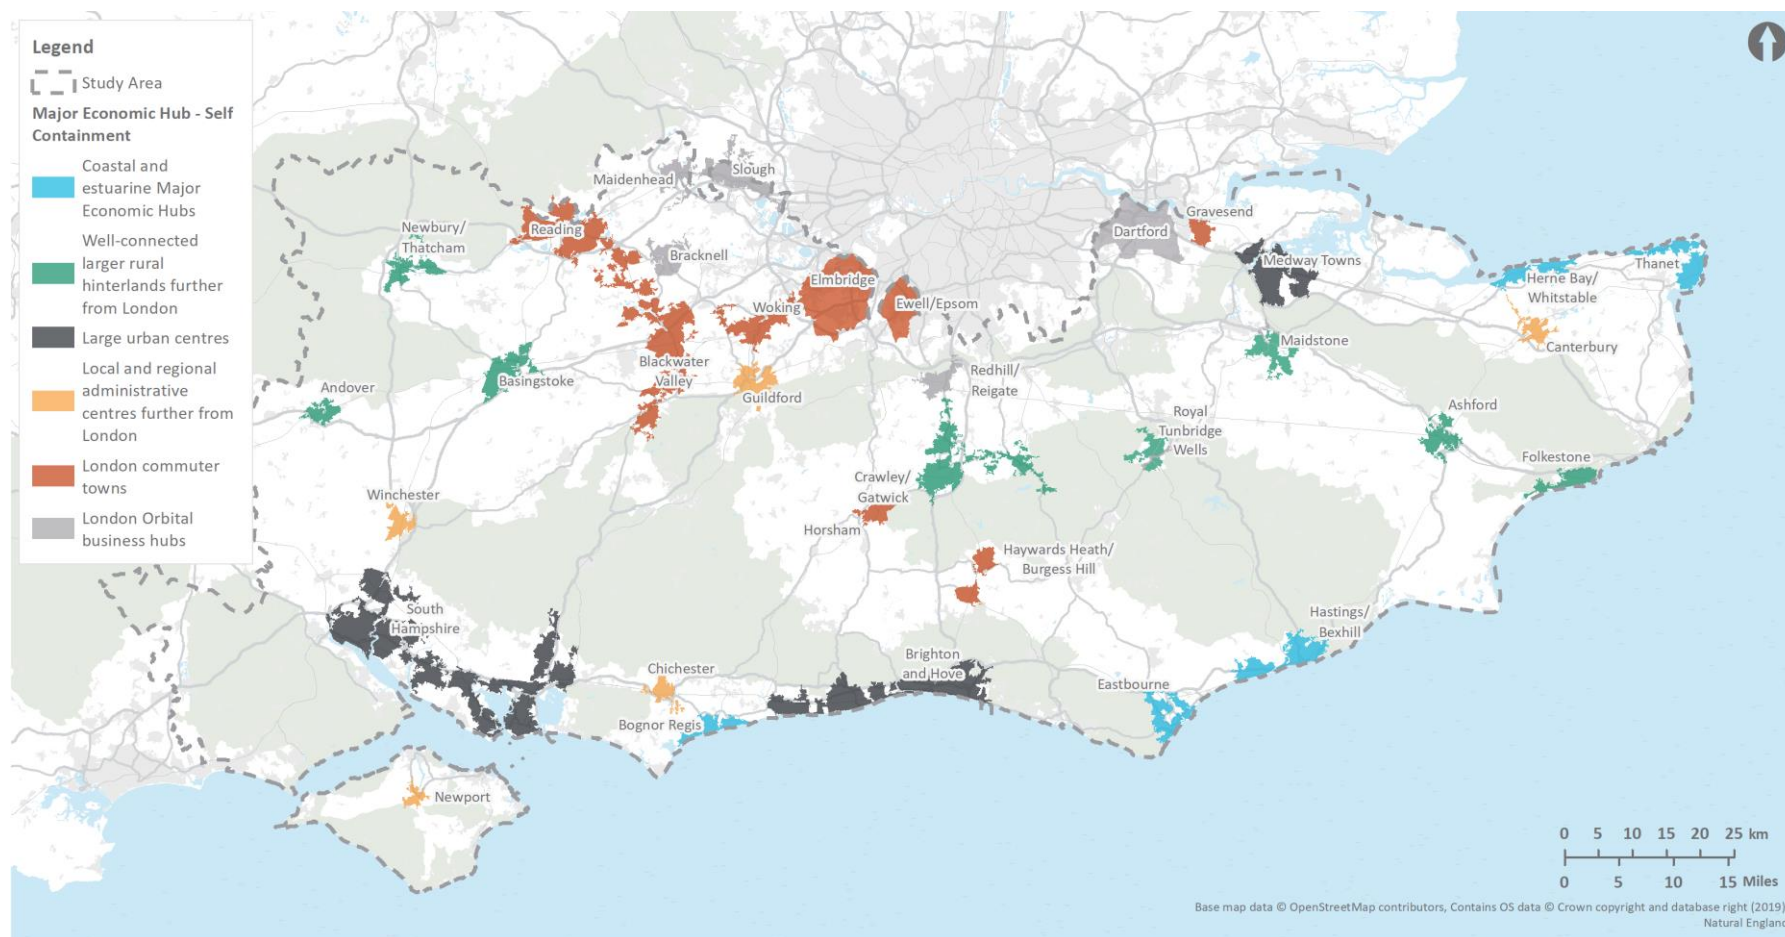 Legend
Study Area
Major Economic Hub - Self
Containment
Coastal and
estuarine Major
Economic Hubs
Well-connected
larger rural
hinterlands further
from London
Large urban centres
Local and regional
administrative
centres further from
London
London commuter
towns
London Orbital
business hubs
Slough
Maidenhead
Newbury/
Thatcham
Reading
Bracknell
Elmbridge
Ewell/Epsom
Woking
Dartford
Gravesend
Medway Towns
Thanet
Herne Bay/
Whitstable
Canterbury
Maidstone
Blackwater
Valley
Basingstoke
Andover
Guildford
Redhill/
Reigate
Royal
Tunbridge
Wells
Ashford
Folkestone
Crawley/
Gatwick
Winchester
Horsham
Haywards Heath/
Burgess Hill
South
Hampshire
Hastings/
Bexhill
Chichester
Brighton
and Hove
Eastbourne
Bognor Regis
Newport
0 5 10 15 20 25 km
0 5 10 15 Miles
Base map data © OpenStreetMap contributors, Contains OS data © Crown copyright and database right (2019)
Natural England